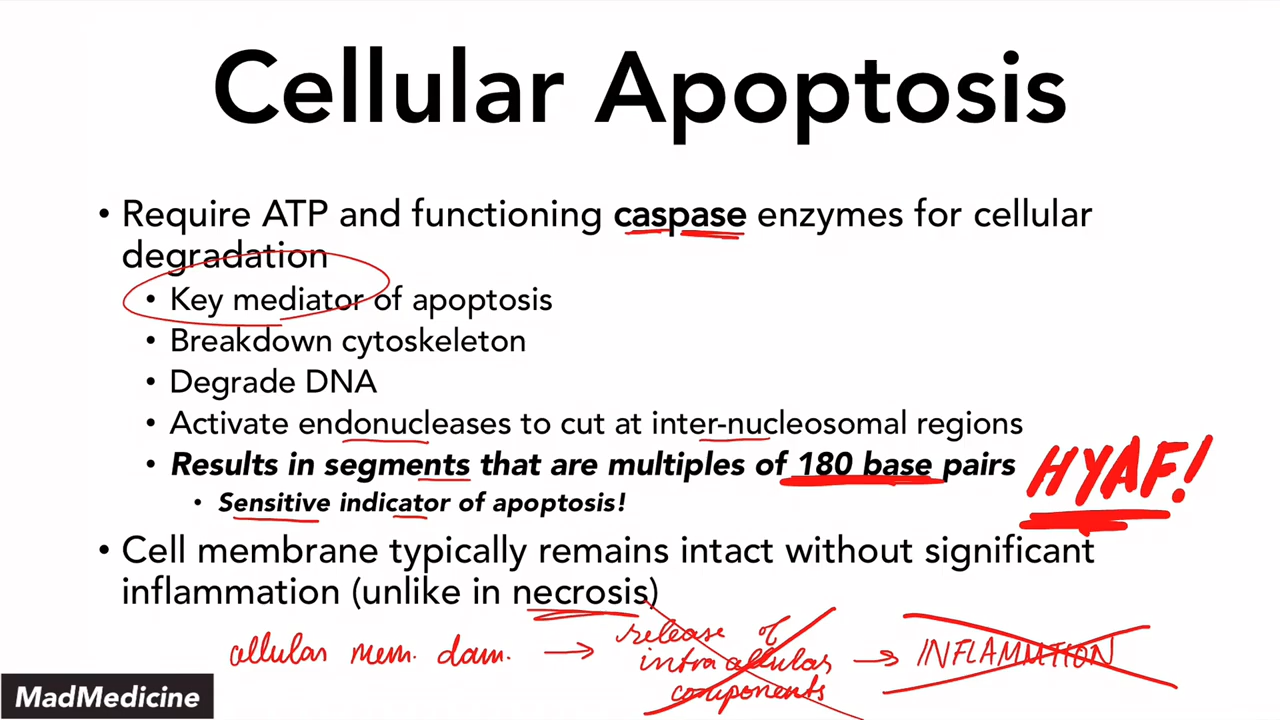 Cellular Apoptosis
• Require ATP and functioning caspase enzymes for cellular
degradation
• Key mediator of apoptosis
• Breakdown cytoskeleton
• Degrade DNA
• Activate endonucleases to cut at inter-nucleosomal regions
• Results in segments that are multiples of 180 base pairs
HYAF!
• Sensitive indicator of apoptosis!
• Cell membrane typically remains intact without significant
inflammation (unlike in necrosis)
cellular mem. dam. → release of
intracellular
components → INFLAMMTION
MadMedicine